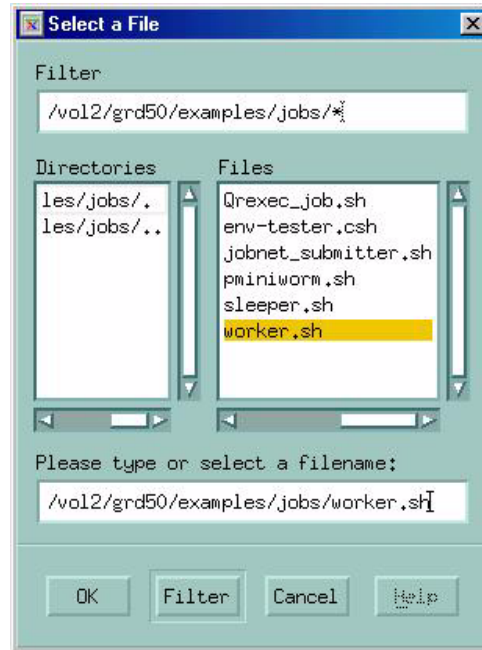 Select a File
Filter
/vol2/grd50/examples/jobs/*
Directories
Files
les/jobs/.
les/jobs/..
Qrexec_job.sh
env-tester.csh
jobnet_submitter.sh
pminiworm.sh
sleeper.sh
worker.sh
Please type or select a filename:
/vol2/grd50/examples/jobs/worker.sh
OK
Filter
Cancel
Help